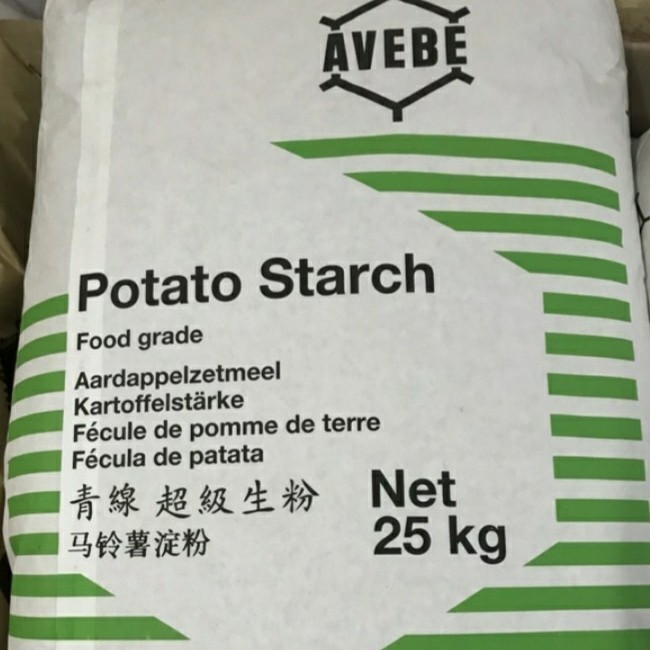 AVEBE
Potato Starch
Food grade
Aardappelzetmeel
Kartoffelstärke
Fécule de pomme de terre
Fécula de patata
青線 超級生粉
马铃薯淀粉
Net
25 kg